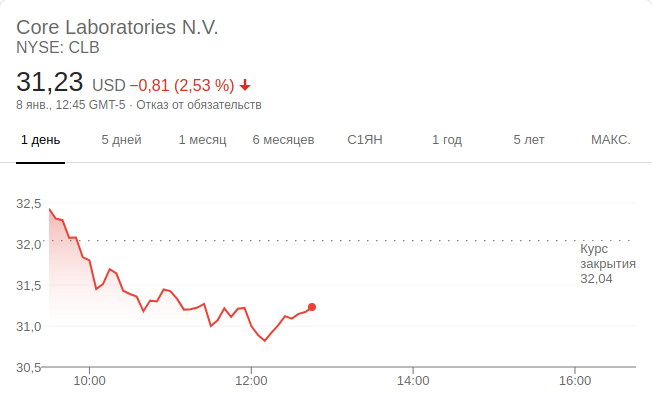 Core Laboratories N.V.
NYSE: CLB
31,23 USD −0,81 (2,53 %)
8 янв., 12:45 GMT-5 · Отказ от обязательств
1 день 5 дней 1 месяц 6 месяцев С1ЯН 1 год 5 лет МАКС.
32,5
32,0
31,5
31,0
30,5
Курс
закрытия
32,04
10:00 12:00 14:00 16:00